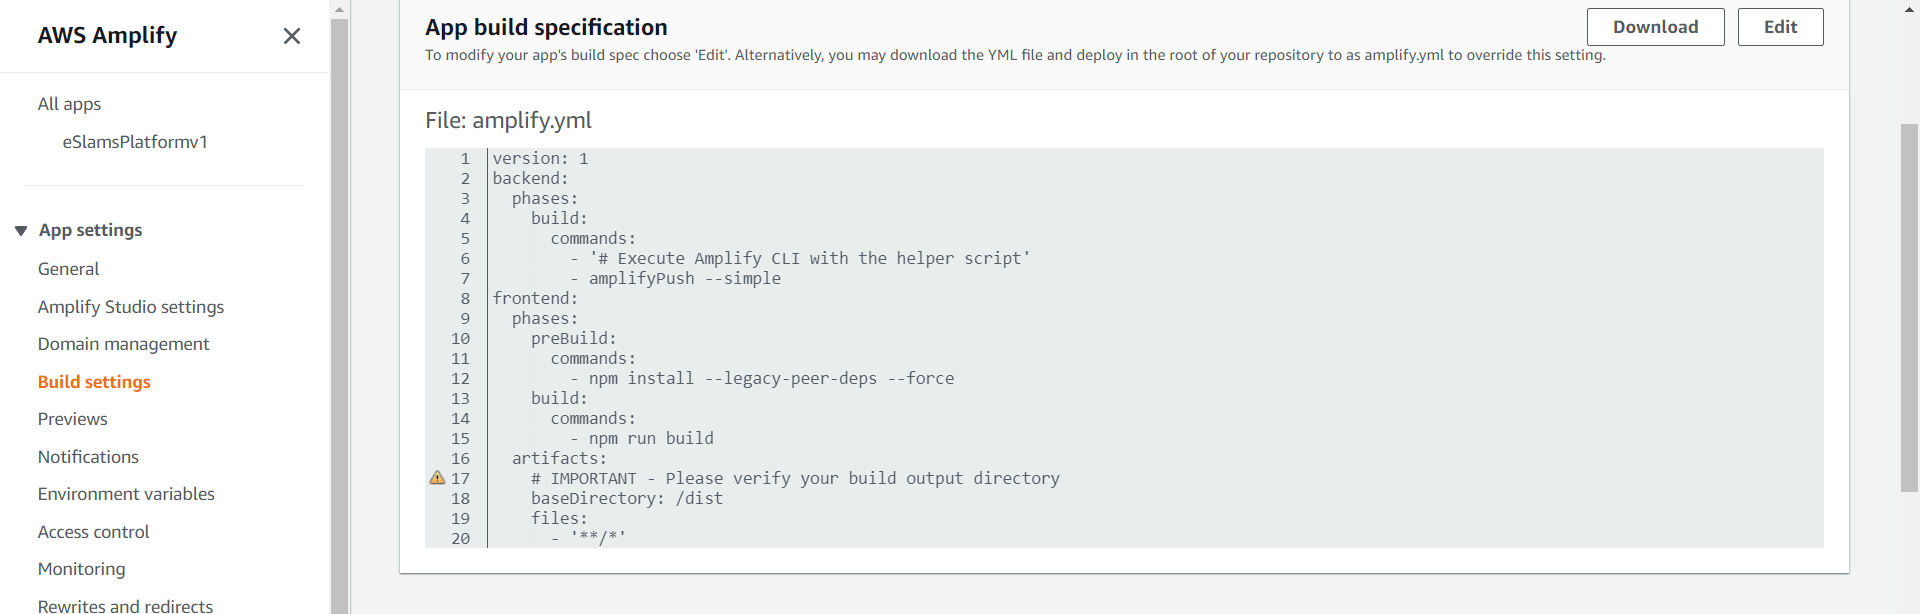 AWS Amplify
All apps
eSlamsPlatformv1
App settings
General
Amplify Studio settings
Domain management
Build settings
Previews
Notifications
Environment variables
Access control
Monitoring
Rewrites and redirects
App build specification
Download
Edit
To modify your app's build spec choose 'Edit'. Alternatively, you may download the YML file and deploy in the root of your repository to as amplify.yml to override this setting.
File: amplify.yml
1 version: 1
2 backend:
3   phases:
4     build:
5       commands:
6         - '# Execute Amplify CLI with the helper script'
7         - amplifyPush --simple
8 frontend:
9   phases:
10     preBuild:
11       commands:
12         - npm install --legacy-peer-deps --force
13     build:
14       commands:
15         - npm run build
16   artifacts:
17     # IMPORTANT - Please verify your build output directory
18     baseDirectory: /dist
19     files:
20       - '**/*'